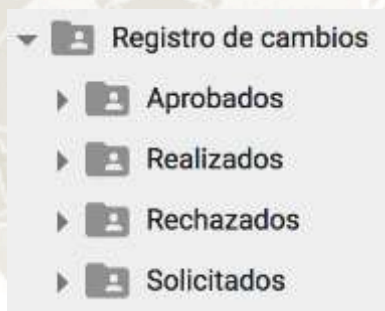 Registro de cambios
Aprobados
Realizados
Rechazados
Solicitados